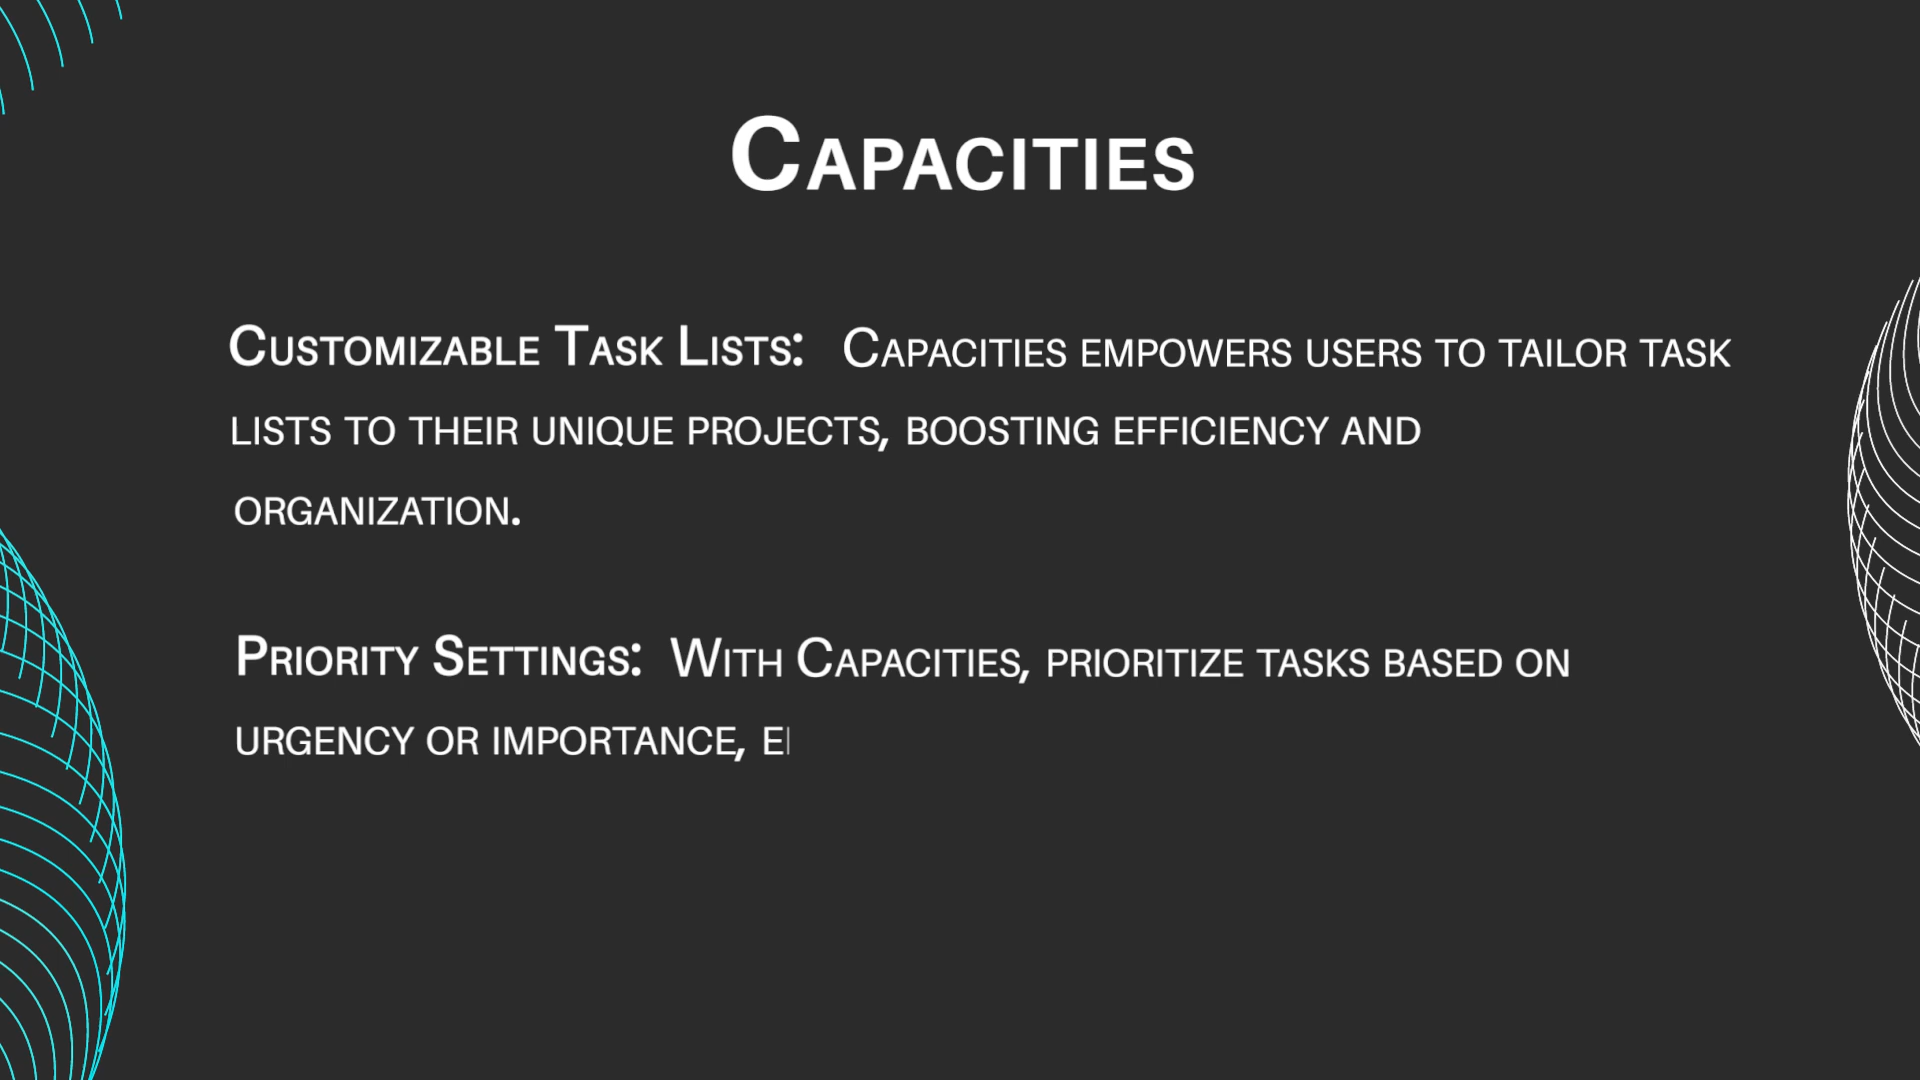 Capacities
Customizable Task Lists: Capacities empowers users to tailor task
lists to their unique projects, boosting efficiency and
organization.
Priority Settings: With Capacities, prioritize tasks based on
urgency or importance,